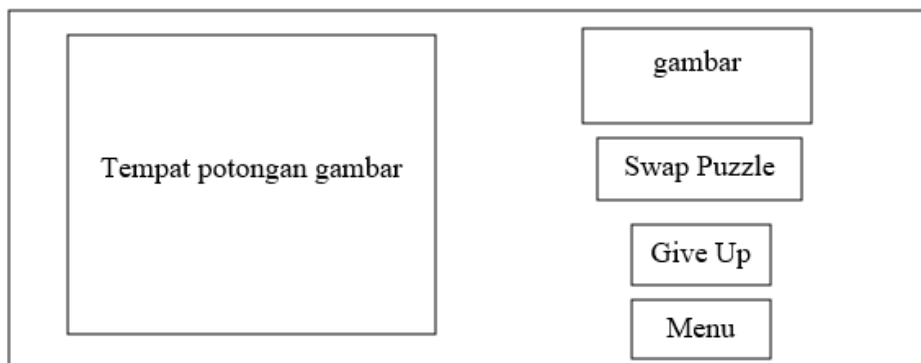 Tempat potongan gambar
gambar
Swap Puzzle
Give Up
Menu